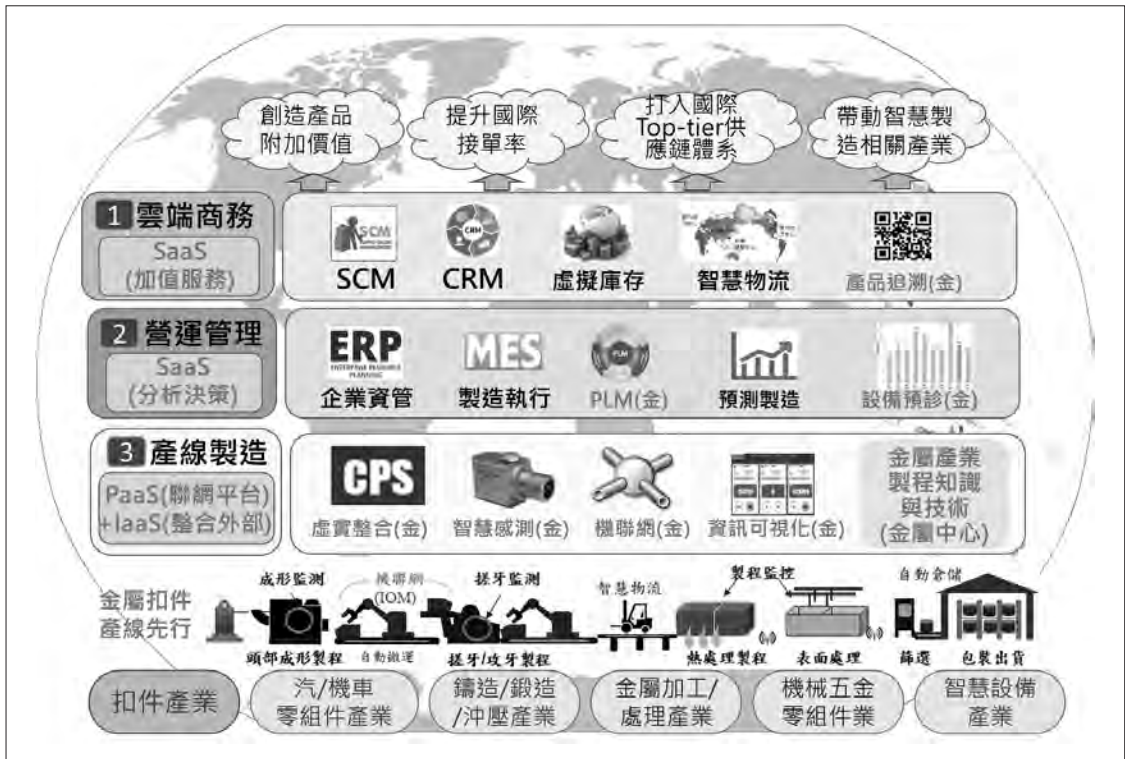 創造產品
附加價值
提升國際
接單率
打入國際
Top-tier供
應鏈體系
帶動智慧製
造相關產業
1 雲端商務
SaaS
(加值服務)
SCM
SCM
CRM
CRM
虛擬庫存
智慧物流
產品追溯(金)
2 營運管理
SaaS
(分析決策)
ERP
ENTERPRISE RESOURCE
PLANNING
企業資管
MES
製造執行
PLM
PLM(金)
預測製造
設備預診(金)
3 產線製造
PaaS(聯網平台)
+IaaS(整合外部)
CPS
虛實整合(金)
智慧感測(金)
機聯網(金)
資訊可視化(金)
金屬產業
製程知識
與技術
(金屬中心)
金屬扣件
產線先行
成形監測
機聯網
(IOM)
搓牙監測
智慧物流
製程監控
自動倉儲
頭部成形製程
自動搬運
搓牙/攻牙製程
熱處理製程
表面處理
篩選
包裝出貨
扣件產業
汽/機車
零組件產業
鑄造/鍛造
/沖壓產業
金屬加工/
處理產業
機械五金
零組件業
智慧設備
產業